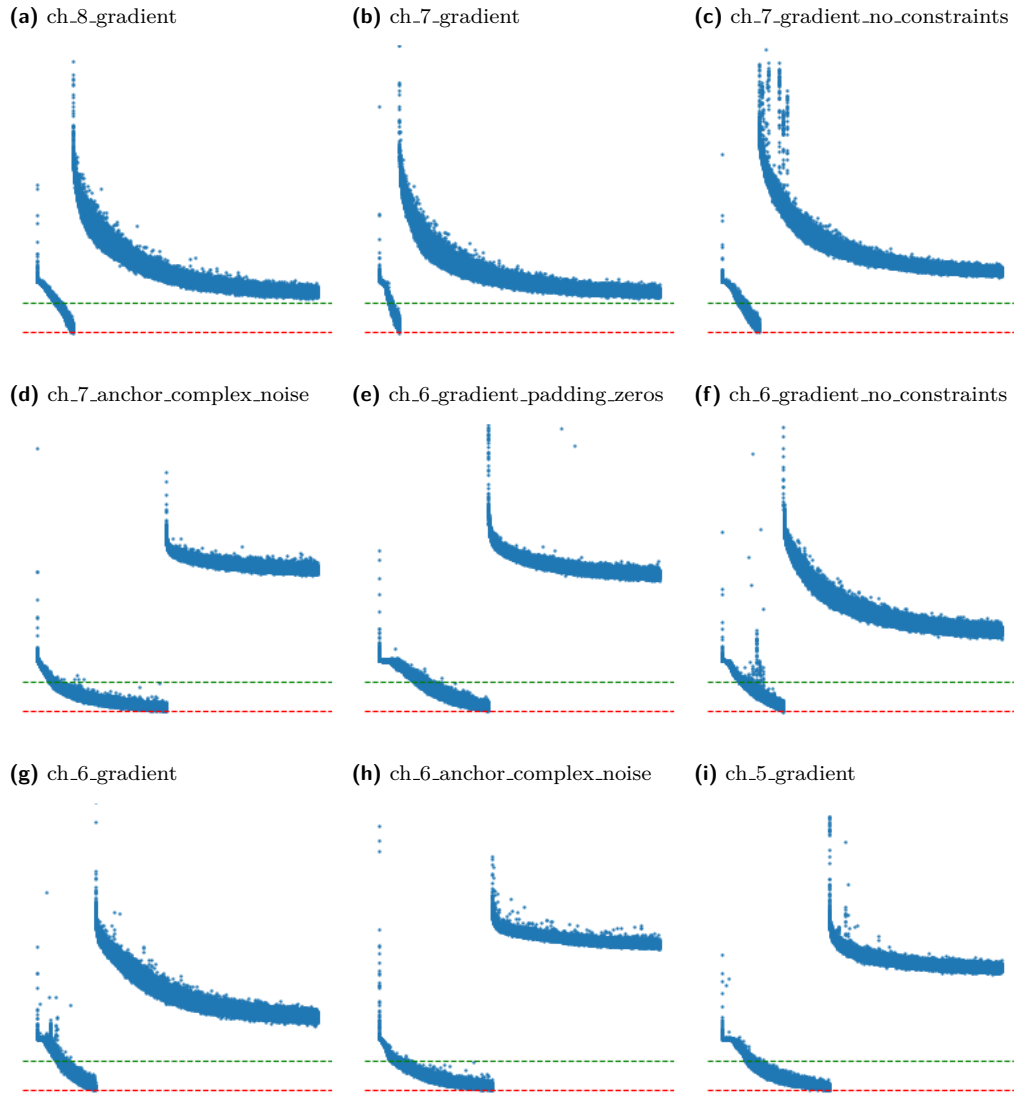 (a) ch_8_gradient
(b) ch_7_gradient
(c) ch_7_gradient_no_constraints
(d) ch_7_anchor_complex_noise
(e) ch_6_gradient_padding_zeros
(f) ch_6_gradient_no_constraints
(g) ch_6_gradient
(h) ch_6_anchor_complex_noise
(i) ch_5_gradient